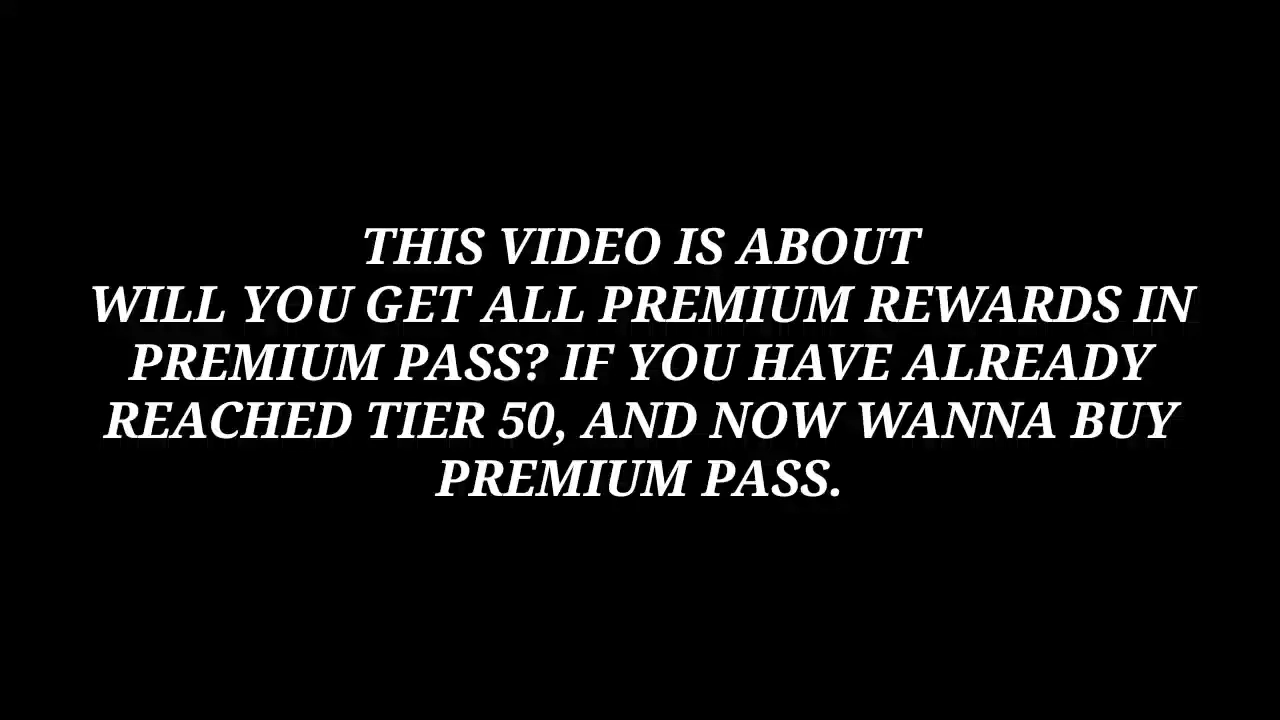 THIS VIDEO IS ABOUT
WILL YOU GET ALL PREMIUM REWARDS IN
PREMIUM PASS? IF YOU HAVE ALREADY
REACHED TIER 50, AND NOW WANNA BUY
PREMIUM PASS.